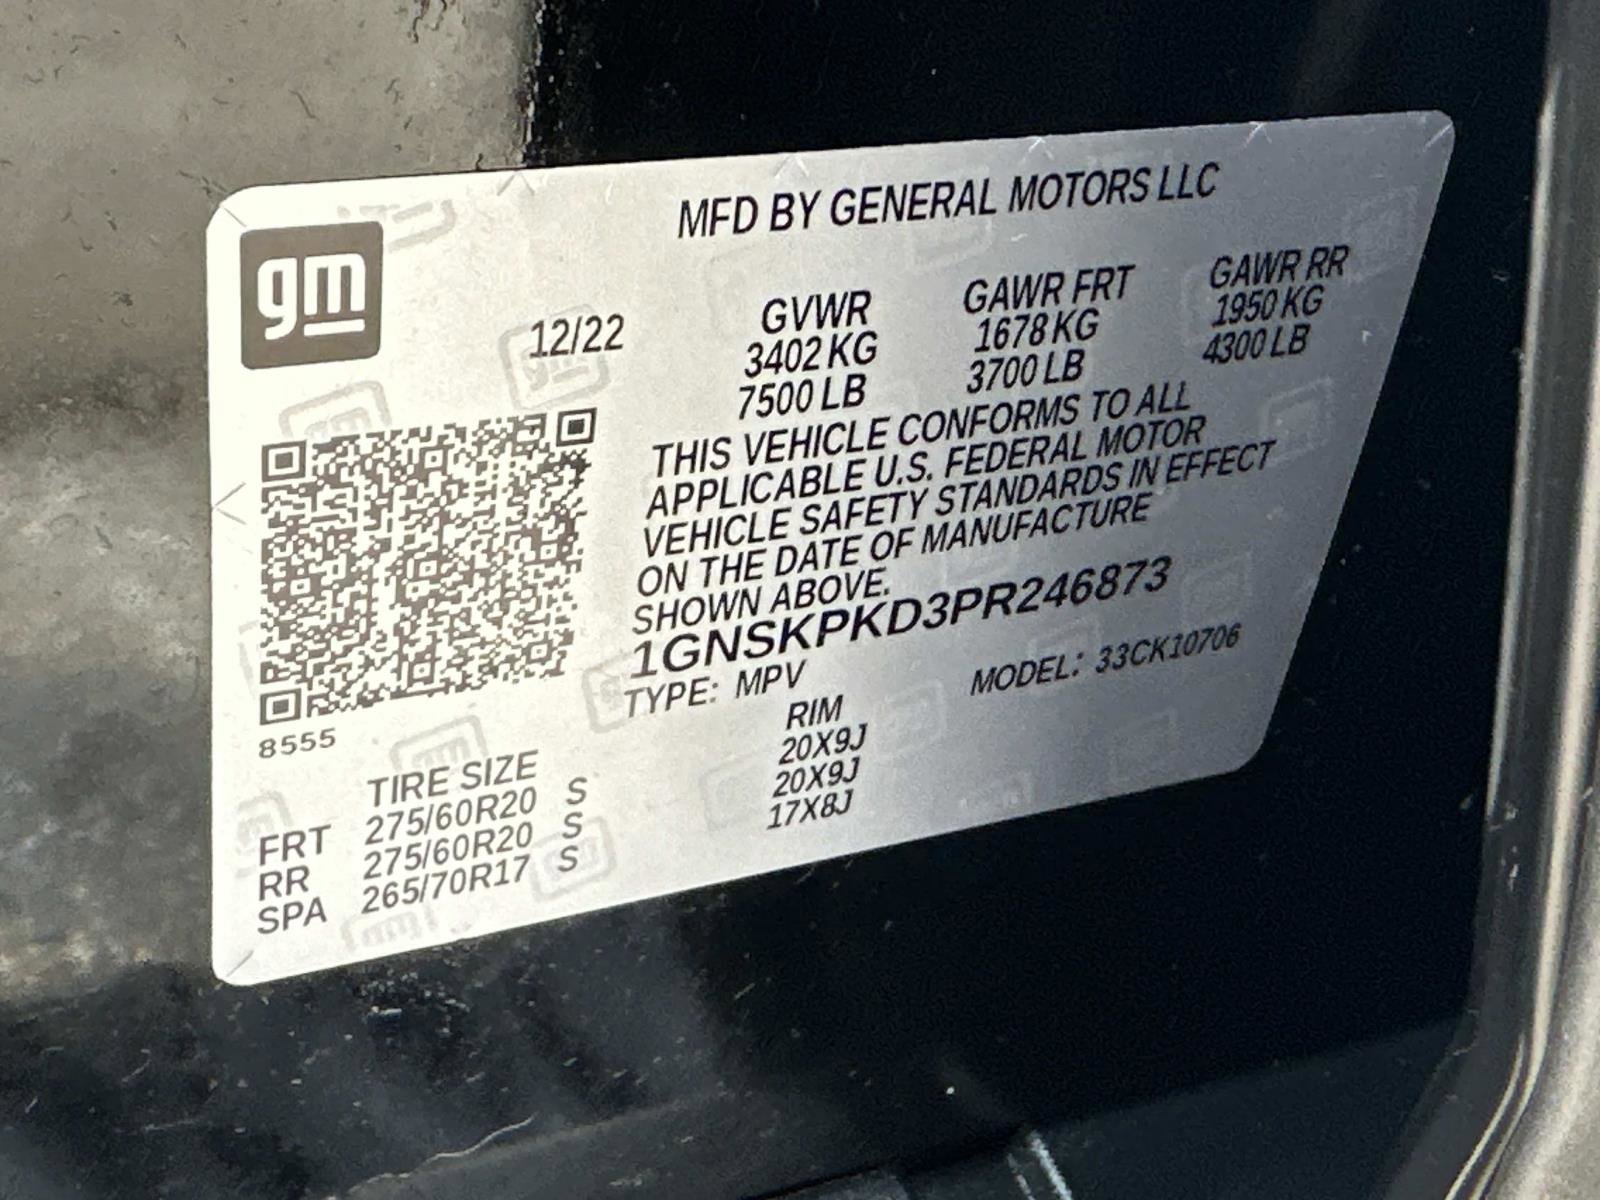 gm
MFD BY GENERAL MOTORS LLC
12/22 GVWR GAWR FRT GAWR RR
3402 KG 1678 KG 1950 KG
7500 LB 3700 LB 4300 LB
THIS VEHICLE CONFORMS TO ALL
APPLICABLE U.S. FEDERAL MOTOR
VEHICLE SAFETY STANDARDS IN EFFECT
ON THE DATE OF MANUFACTURE
SHOWN ABOVE.
1GNSKPKD3PR246873
TYPE: MPV MODEL: 33CK10706
8555
TIRE SIZE RIM
FRT 275/60R20 S 20X9J
RR 275/60R20 S 20X9J
SPA 265/70R17 S 17X8J